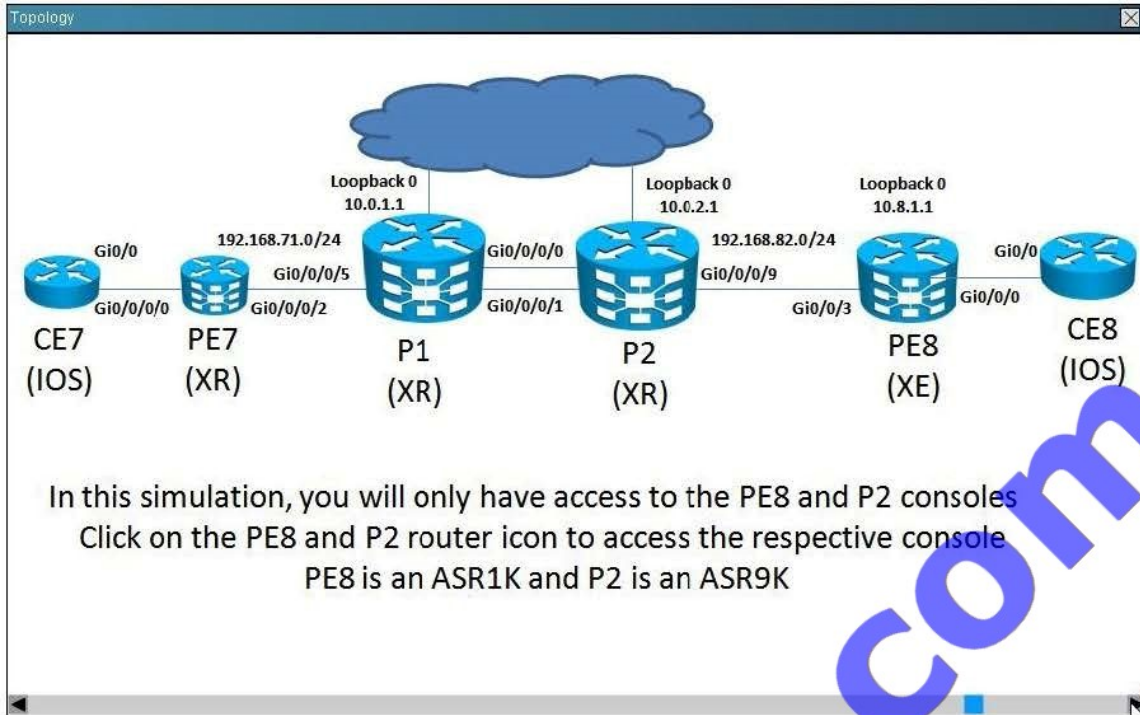 Topology
Loopback 0
10.0.1.1
Loopback 0
10.0.2.1
Loopback 0
10.8.1.1
Gi0/0
192.168.71.0/24
Gi0/0/0/0
192.168.82.0/24
Gi0/0
Gi0/0/0/5
Gi0/0/0/9
Gi0/0/0/0
Gi0/0/0/2
Gi0/0/0/1
Gi0/0/3
Gi0/0/0
CE7
(IOS)
PE7
(XR)
P1
(XR)
P2
(XR)
PE8
(XE)
CE8
(IOS)
In this simulation, you will only have access to the PE8 and P2 consoles
Click on the PE8 and P2 router icon to access the respective console
PE8 is an ASR1K and P2 is an ASR9K
com